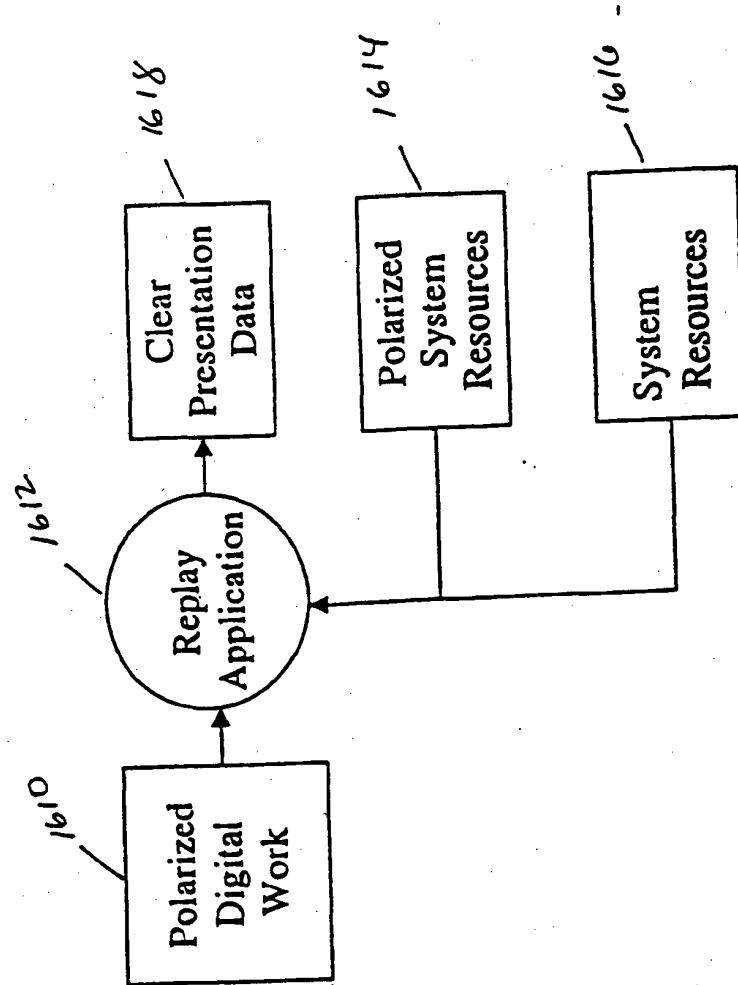 1610
Polarized
Digital
Work
1612
Replay
Application
1618
Clear
Presentation
Data
1614
Polarized
System
Resources
1616
System
Resources